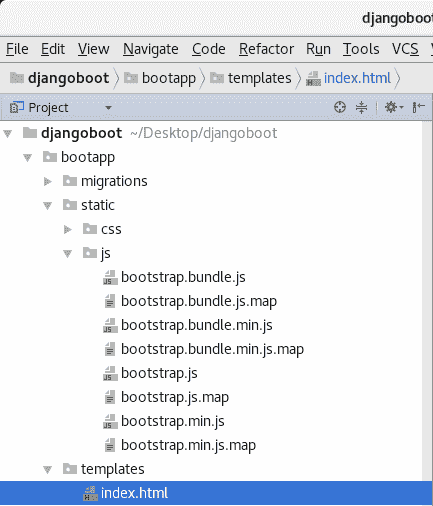 djangoboot
File Edit View Navigate Code Refactor Run Tools VCS
djangoboot bootapp templates index.html
Project
djangoboot ~/Desktop/djangoboot
bootapp
migrations
static
css
js
bootstrap.bundle.js
bootstrap.bundle.js.map
bootstrap.bundle.min.js
bootstrap.bundle.min.js.map
bootstrap.js
bootstrap.js.map
bootstrap.min.js
bootstrap.min.js.map
templates
index.html